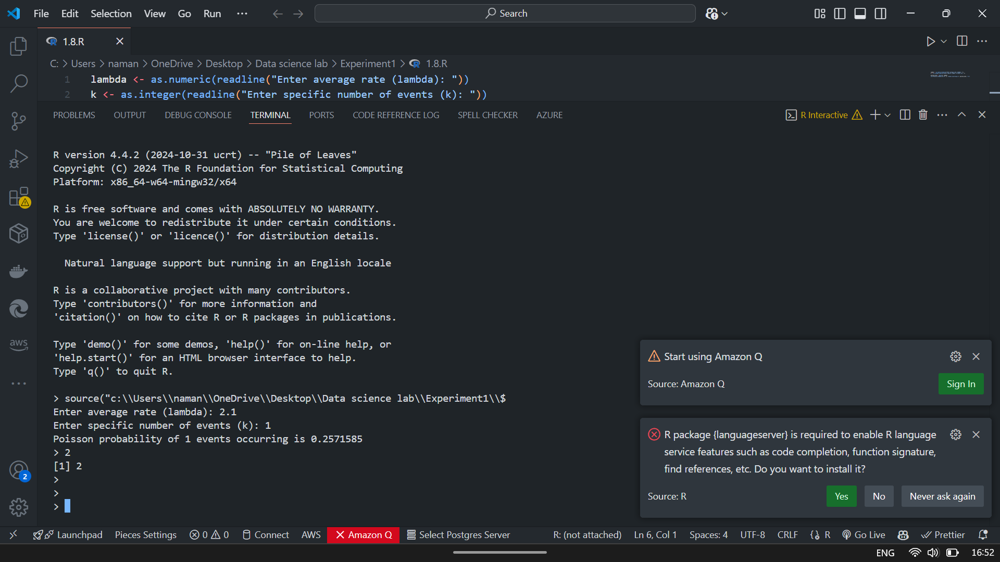 File Edit Selection View Go Run ··· Search
1.8.R
C: > Users > naman > OneDrive > Desktop > Data science lab > Experiment1 > 1.8.R
1 lambda <- as.numeric(readline("Enter average rate (lambda): "))
2 k <- as.integer(readline("Enter specific number of events (k): "))
PROBLEMS OUTPUT DEBUG CONSOLE TERMINAL PORTS CODE REFERENCE LOG SPELL CHECKER AZURE R Interactive
R version 4.4.2 (2024-10-31 ucrt) -- "Pile of Leaves"
Copyright (C) 2024 The R Foundation for Statistical Computing
Platform: x86_64-w64-mingw32/x64
R is free software and comes with ABSOLUTELY NO WARRANTY.
You are welcome to redistribute it under certain conditions.
Type 'license()' or 'licence()' for distribution details.
Natural language support but running in an English locale
R is a collaborative project with many contributors.
Type 'contributors()' for more information and
'citation()' on how to cite R or R packages in publications.
Type 'demo()' for some demos, 'help()' for on-line help, or
'help.start()' for an HTML browser interface to help.
Type 'q()' to quit R.
> source("c:\\Users\\naman\\OneDrive\\Desktop\\Data science lab\\Experiment1\\$
Enter average rate (lambda): 2.1
Enter specific number of events (k): 1
Poisson probability of 1 events occurring is 0.2571585
> 2
[1] 2
>
>
>
aws
2
Start using Amazon Q
Source: Amazon Q Sign In
R package {languageserver} is required to enable R language
service features such as code completion, function signature,
find references, etc. Do you want to install it?
Source: R Yes No Never ask again
Launchpad Pieces Settings 0 0 Connect AWS Amazon Q Select Postgres Server R: (not attached) Ln 6, Col 1 Spaces: 4 UTF-8 CRLF R Go Live Prettier
ENG 16:52